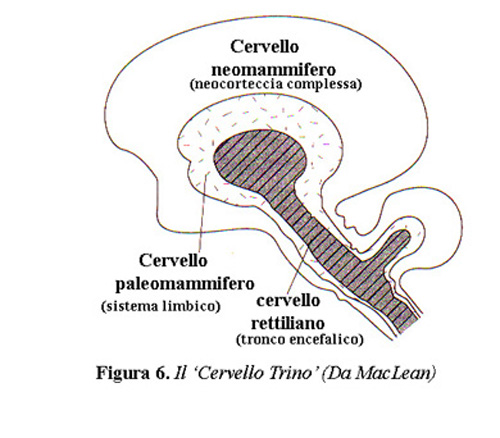 Cervello
neomammifero
(neocorteccia complessa)
Cervello
paleomammifero
(sistema limbico)
cervello
rettiliano
(tronco encefalico)
Figura 6. Il 'Cervello Trino' (Da MacLean)